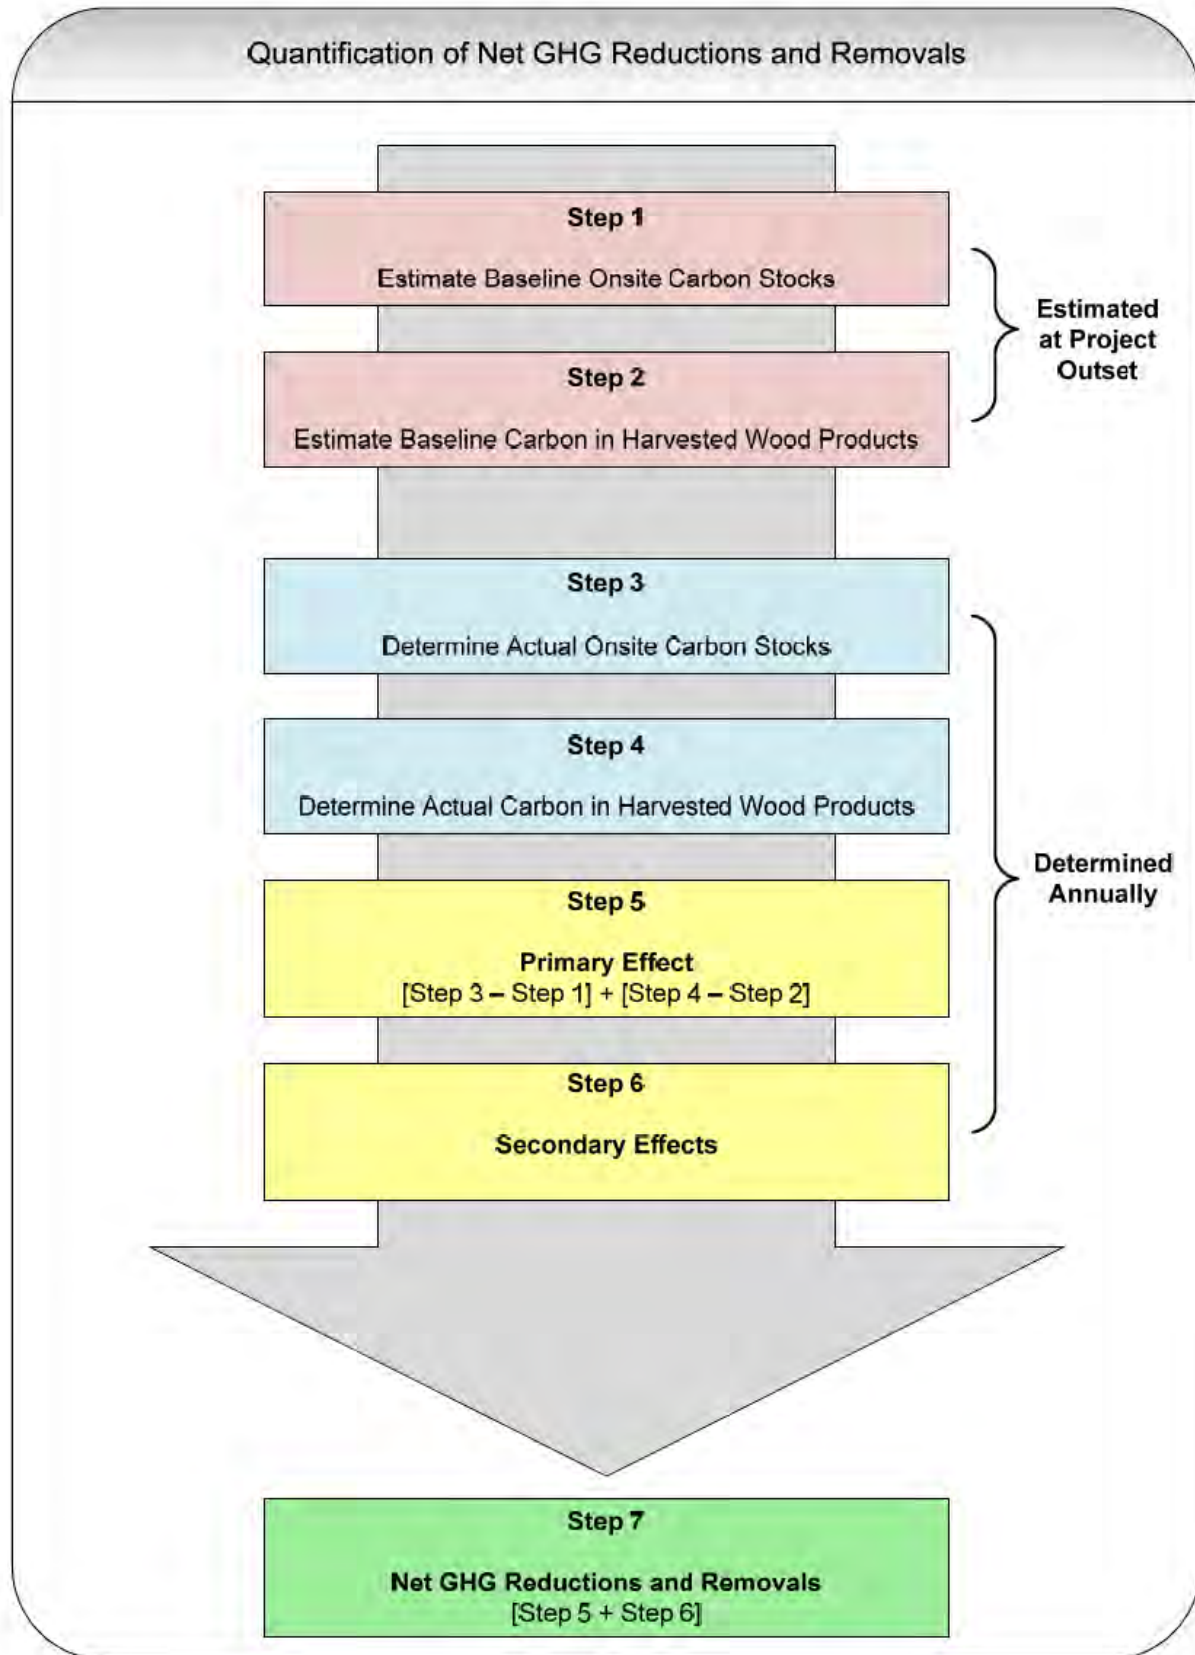 Quantification of Net GHG Reductions and Removals
Step 1
Estimate Baseline Onsite Carbon Stocks
Step 2
Estimate Baseline Carbon in Harvested Wood Products
Estimated
at Project
Outset
Step 3
Determine Actual Onsite Carbon Stocks
Step 4
Determine Actual Carbon in Harvested Wood Products
Step 5
Primary Effect
[Step 3 – Step 1] + [Step 4 – Step 2]
Step 6
Secondary Effects
Determined
Annually
Step 7
Net GHG Reductions and Removals
[Step 5 + Step 6]